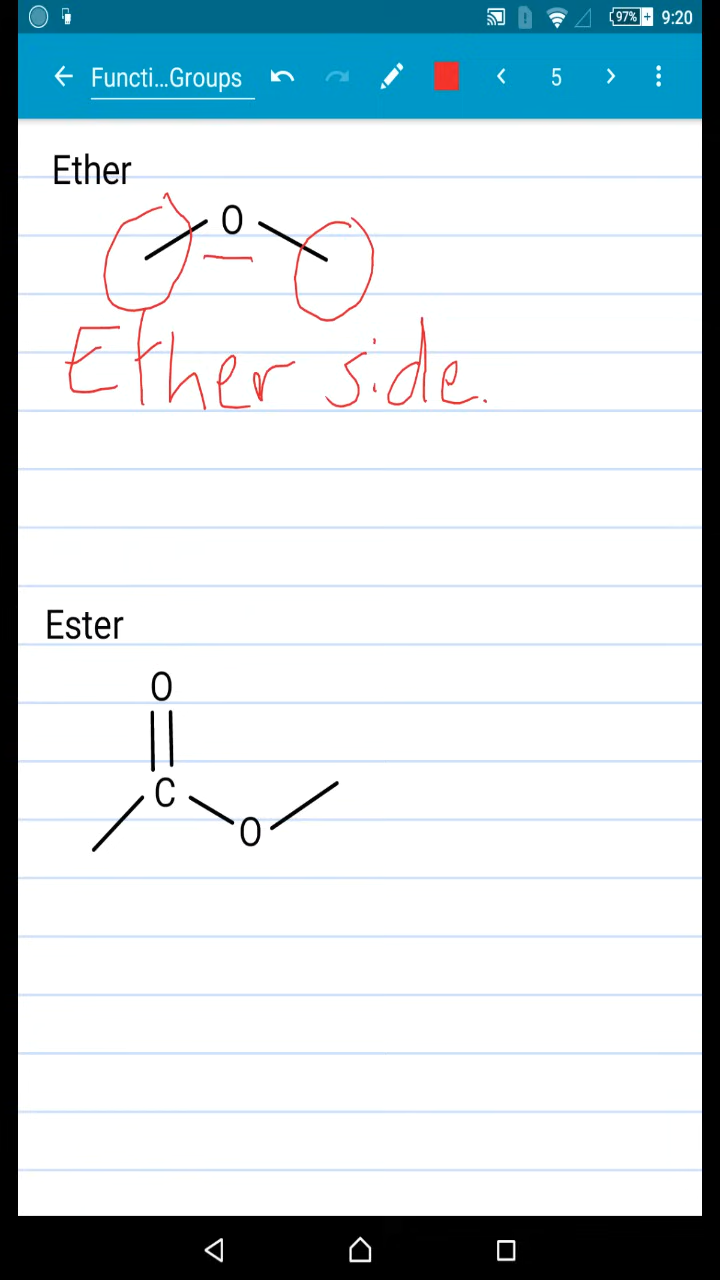 97% 9:20
Functi...Groups 5
Ether
O
Ether side.
Ester
O
C
O